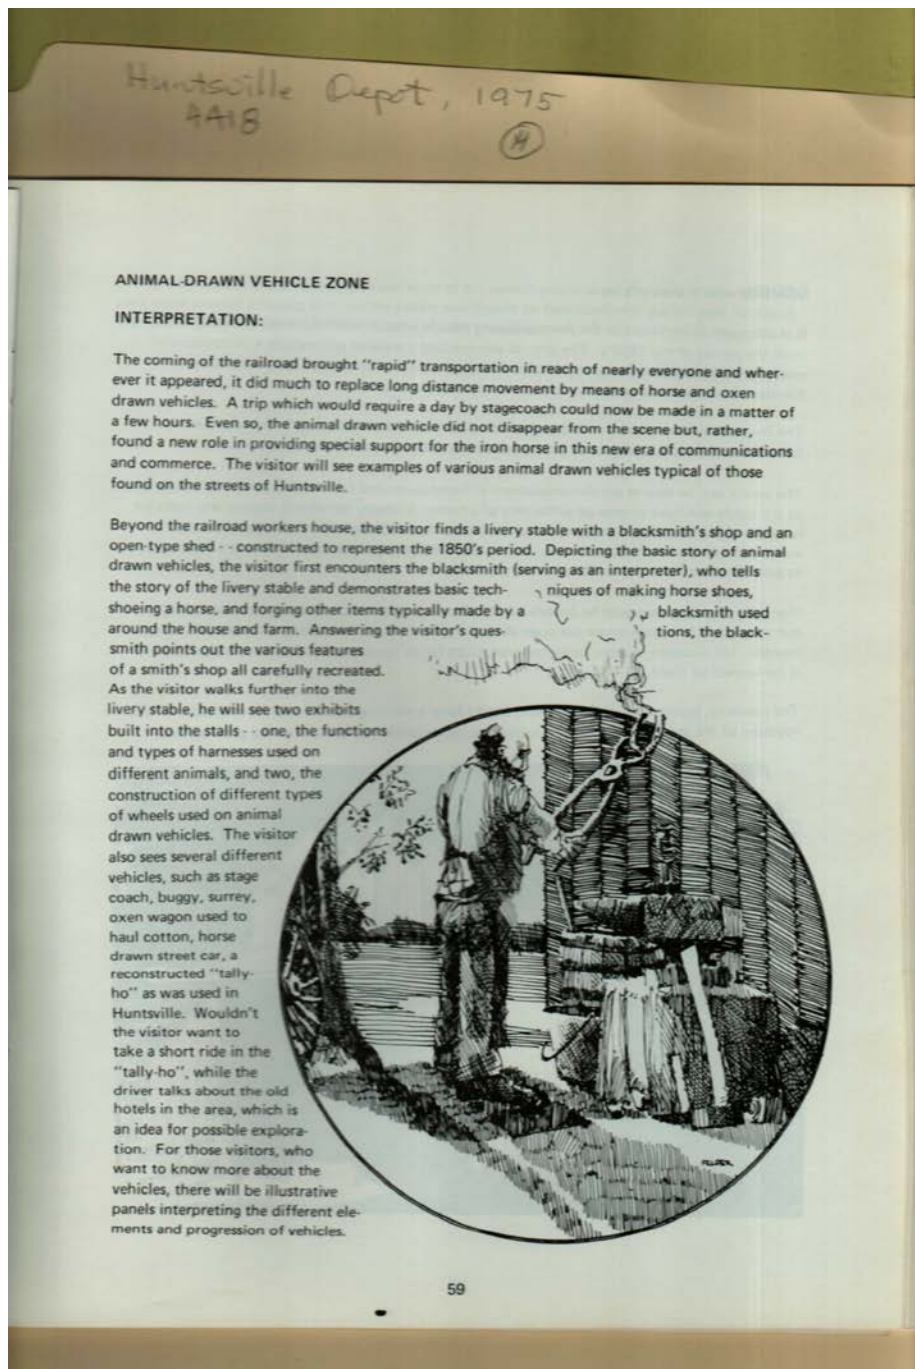 Huntsville Depot, 1975
4418
H
ANIMAL-DRAWN VEHICLE ZONE
INTERPRETATION:
The coming of the railroad brought "rapid" transportation in reach of nearly everyone and wher-
ever it appeared, it did much to replace long distance movement by means of horse and oxen
drawn vehicles. A trip which would require a day by stagecoach could now be made in a matter of
a few hours. Even so, the animal drawn vehicle did not disappear from the scene but, rather,
found a new role in providing special support for the iron horse in this new era of communications
and commerce. The visitor will see examples of various animal drawn vehicles typical of those
found on the streets of Huntsville.
Beyond the railroad workers house, the visitor finds a livery stable with a blacksmith's shop and an
open-type shed - - constructed to represent the 1850's period. Depicting the basic story of animal
drawn vehicles, the visitor first encounters the blacksmith (serving as an interpreter), who tells
the story of the livery stable and demonstrates basic tech- niques of making horse shoes,
shoeing a horse, and forging other items typically made by a blacksmith used
around the house and farm. Answering the visitor's ques- tions, the black-
smith points out the various features
of a smith's shop all carefully recreated.
As the visitor walks further into the
livery stable, he will see two exhibits
built into the stalls - - one, the functions
and types of harnesses used on
different animals, and two, the
construction of different types
of wheels used on animal
drawn vehicles. The visitor
also sees several different
vehicles, such as stage
coach, buggy, surrey,
oxen wagon used to
haul cotton, horse
drawn street car, a
reconstructed "tally-
ho" as was used in
Huntsville. Wouldn't
the visitor want to
take a short ride in the
"tally-ho", while the
driver talks about the old
hotels in the area, which is
an idea for possible explora-
tion. For those visitors, who
want to know more about the
vehicles, there will be illustrative
panels interpreting the different ele-
ments and progression of vehicles.
59